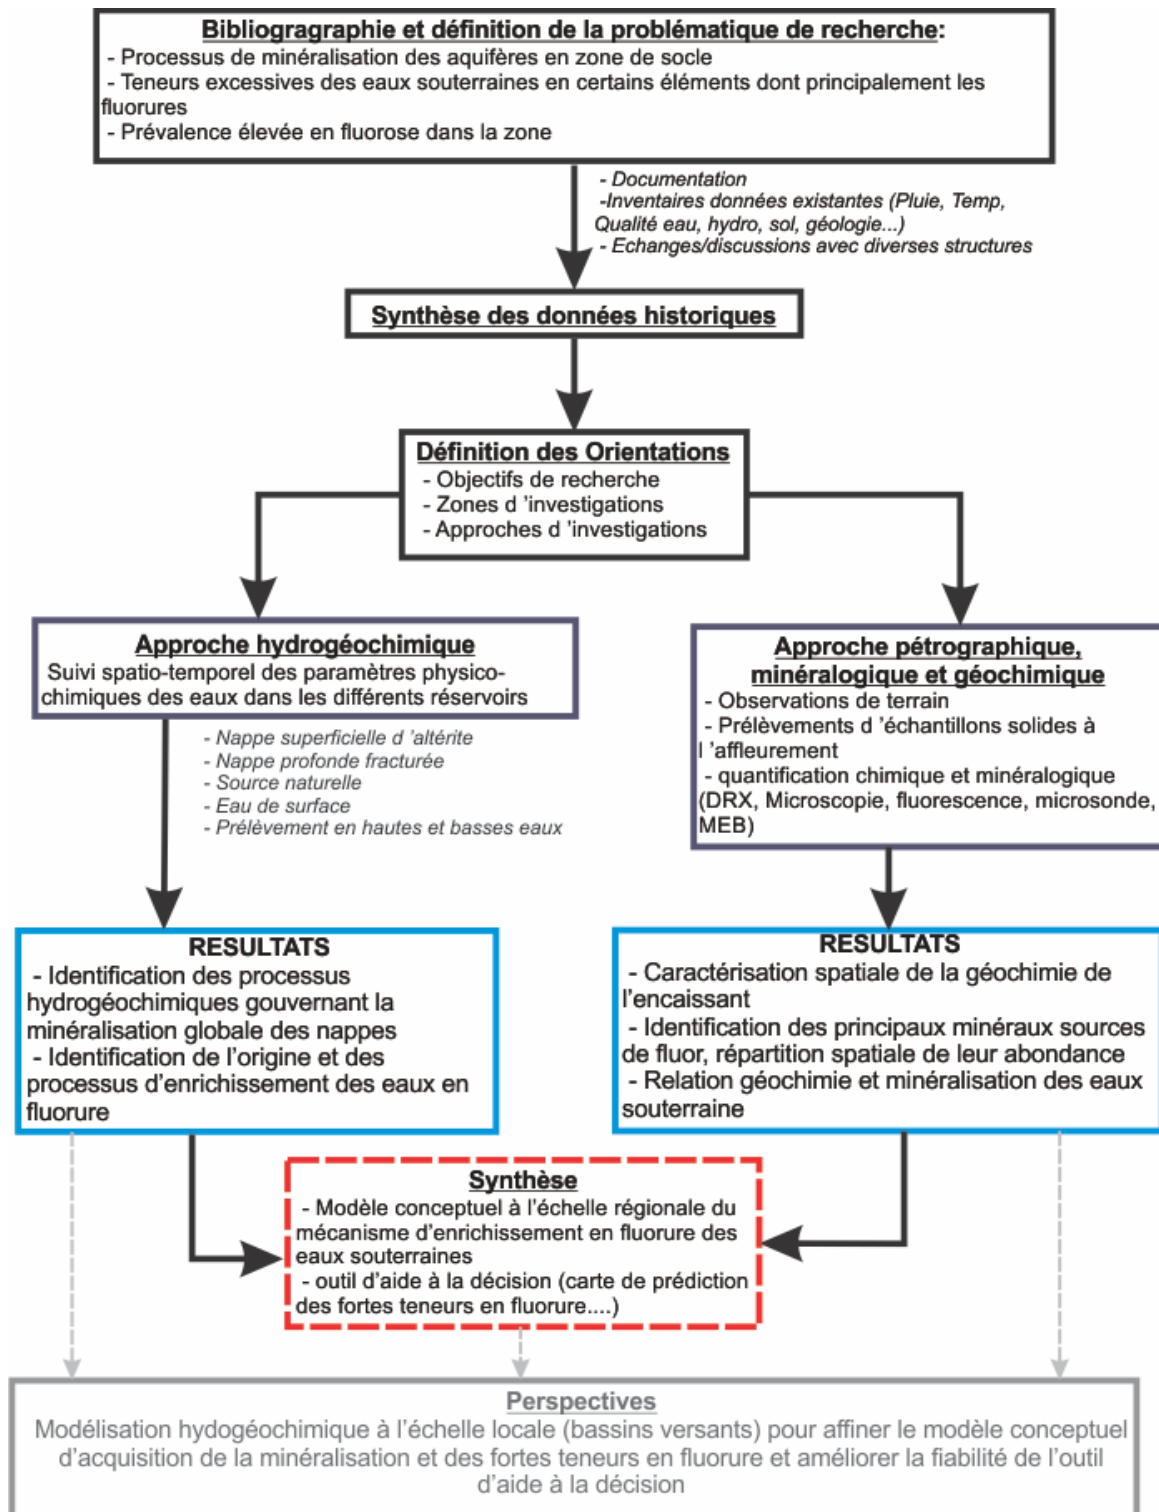 Bibliogragraphie et définition de la problématique de recherche:
- Processus de minéralisation des aquifères en zone de socle
- Teneurs excessives des eaux souterraines en certains éléments dont principalement les
fluorures
- Prévalence élevée en fluorose dans la zone
- Documentation
-Inventaires données existantes (Pluie, Temp,
Qualité eau, hydro, sol, géologie...)
- Echanges/discussions avec diverses structures
Synthèse des données historiques
Définition des Orientations
- Objectifs de recherche
- Zones d 'investigations
- Approches d 'investigations
Approche hydrogéochimique
Suivi spatio-temporel des paramètres physico-
chimiques des eaux dans les différents réservoirs
- Nappe superficielle d 'altérite
- Nappe profonde fracturée
- Source naturelle
- Eau de surface
- Prélèvement en hautes et basses eaux
Approche pétrographique,
minéralogique et géochimique
- Observations de terrain
- Prélèvements d 'échantillons solides à
l 'affleurement
- quantification chimique et minéralogique
(DRX, Microscopie, fluorescence, microsonde,
MEB)
RESULTATS
- Identification des processus
hydrogéochimiques gouvernant la
minéralisation globale des nappes
- Identification de l'origine et des
processus d'enrichissement des eaux en
fluorure
RESULTATS
- Caractérisation spatiale de la géochimie de
l'encaissant
- Identification des principaux minéraux sources
de fluor, répartition spatiale de leur abondance
- Relation géochimie et minéralisation des eaux
souterraine
Synthèse
- Modèle conceptuel à l'échelle régionale du
mécanisme d'enrichissement en fluorure des
eaux souterraines
- outil d'aide à la décision (carte de prédiction
des fortes teneurs en fluorure....)
Perspectives
Modélisation hydogéochimique à l'échelle locale (bassins versants) pour affiner le modèle conceptuel
d'acquisition de la minéralisation et des fortes teneurs en fluorure et améliorer la fiabilité de l'outil
d'aide à la décision